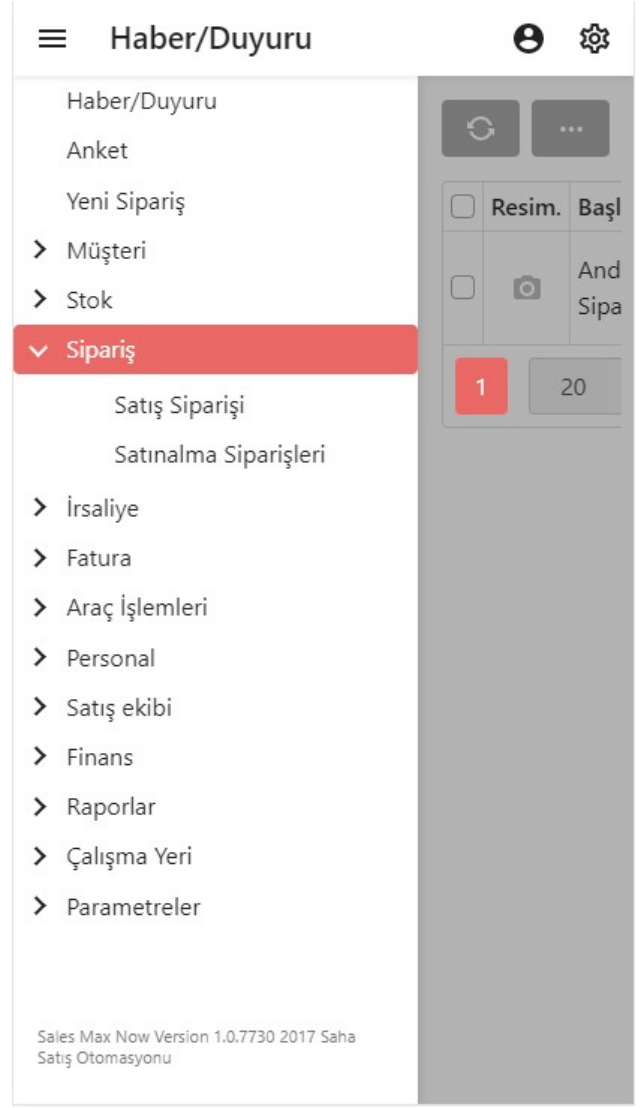 Haber/Duyuru
Haber/Duyuru
Anket
Yeni Sipariş
Müşteri
Stok
Sipariş
Satış Siparişi
Satınalma Siparişleri
İrsaliye
Fatura
Araç İşlemleri
Personal
Satış ekibi
Finans
Raporlar
Çalışma Yeri
Parametreler
Sales Max Now Version 1.0.7730 2017 Saha
Satış Otomasyonu
Resim. Başl
And
Sipa
1 20